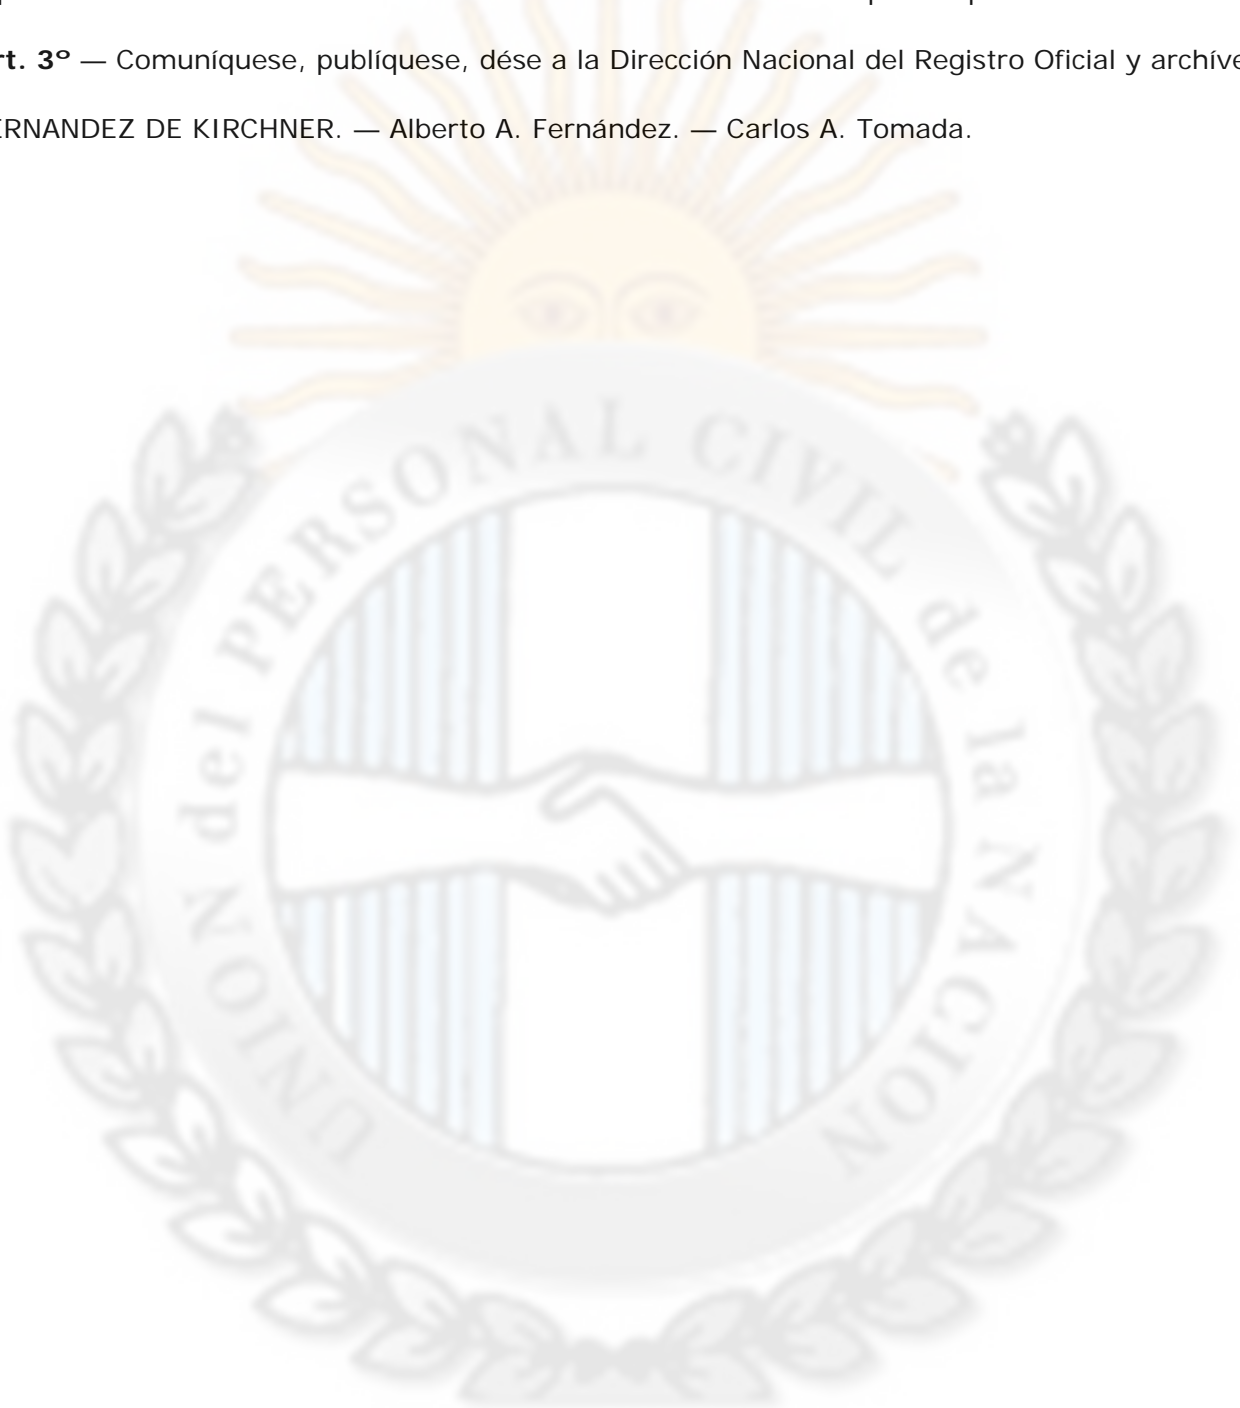 rt. 3º — Comuníquese, publíquese, dése a la Dirección Nacional del Registro Oficial y archíve
ERNANDEZ DE KIRCHNER. — Alberto A. Fernández. — Carlos A. Tomada.
UNION del PERSONAL CIVIL de la NACION